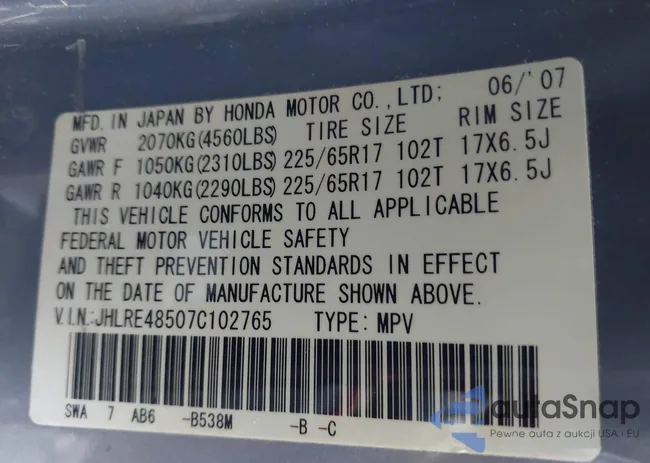 MFD. IN JAPAN BY HONDA MOTOR CO.,LTD; 06/'07
GVWR 2070KG(4560LBS) TIRE SIZE RIM SIZE
GAWR F 1050KG(2310LBS) 225/65R17 102T 17X6.5J
GAWR R 1040KG(2290LBS) 225/65R17 102T 17X6.5J
THIS VEHICLE CONFORMS TO ALL APPLICABLE
FEDERAL MOTOR VEHICLE SAFETY
AND THEFT PREVENTION STANDARDS IN EFFECT
ON THE DATE OF MANUFACTURE SHOWN ABOVE.
V.I.N.:JHLRE48507C102765 TYPE: MPV
SWA 7 AB6 -B538M -B -C
autaSnap
Pewne auta z aukcji USA · EU